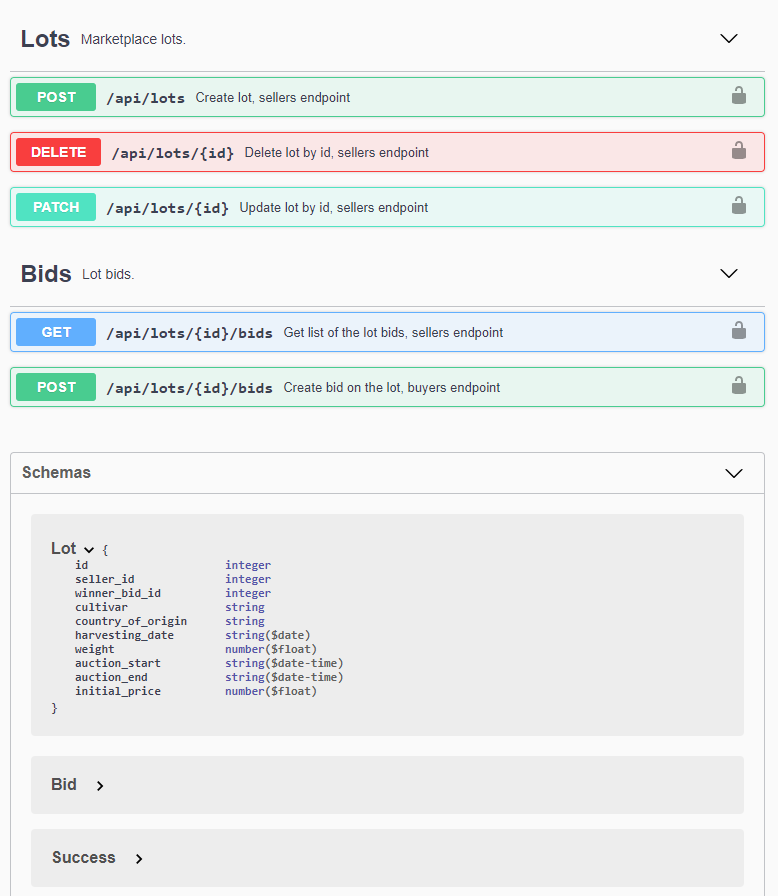 Lots Marketplace lots.
POST /api/lots Create lot, sellers endpoint
DELETE /api/lots/{id} Delete lot by id, sellers endpoint
PATCH /api/lots/{id} Update lot by id, sellers endpoint
Bids Lot bids.
GET /api/lots/{id}/bids Get list of the lot bids, sellers endpoint
POST /api/lots/{id}/bids Create bid on the lot, buyers endpoint
Schemas
Lot {
id integer
seller_id integer
winner_bid_id integer
cultivar string
country_of_origin string
harvesting_date string($date)
weight number($float)
auction_start string($date-time)
auction_end string($date-time)
initial_price number($float)
}
Bid
Success